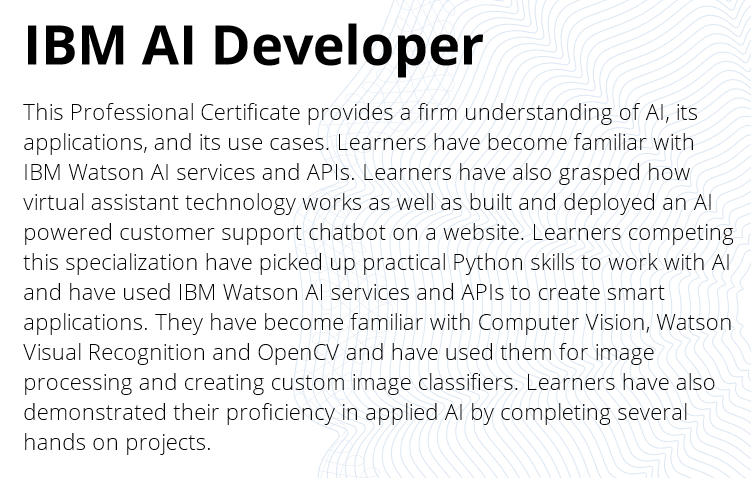 IBM AI Developer
This Professional Certificate provides a firm understanding of AI, its
applications, and its use cases. Learners have become familiar with
IBM Watson AI services and APIs. Learners have also grasped how
virtual assistant technology works as well as built and deployed an AI
powered customer support chatbot on a website. Learners competing
this specialization have picked up practical Python skills to work with AI
and have used IBM Watson AI services and APIs to create smart
applications. They have become familiar with Computer Vision, Watson
Visual Recognition and OpenCV and have used them for image
processing and creating custom image classifiers. Learners have also
demonstrated their proficiency in applied AI by completing several
hands on projects.